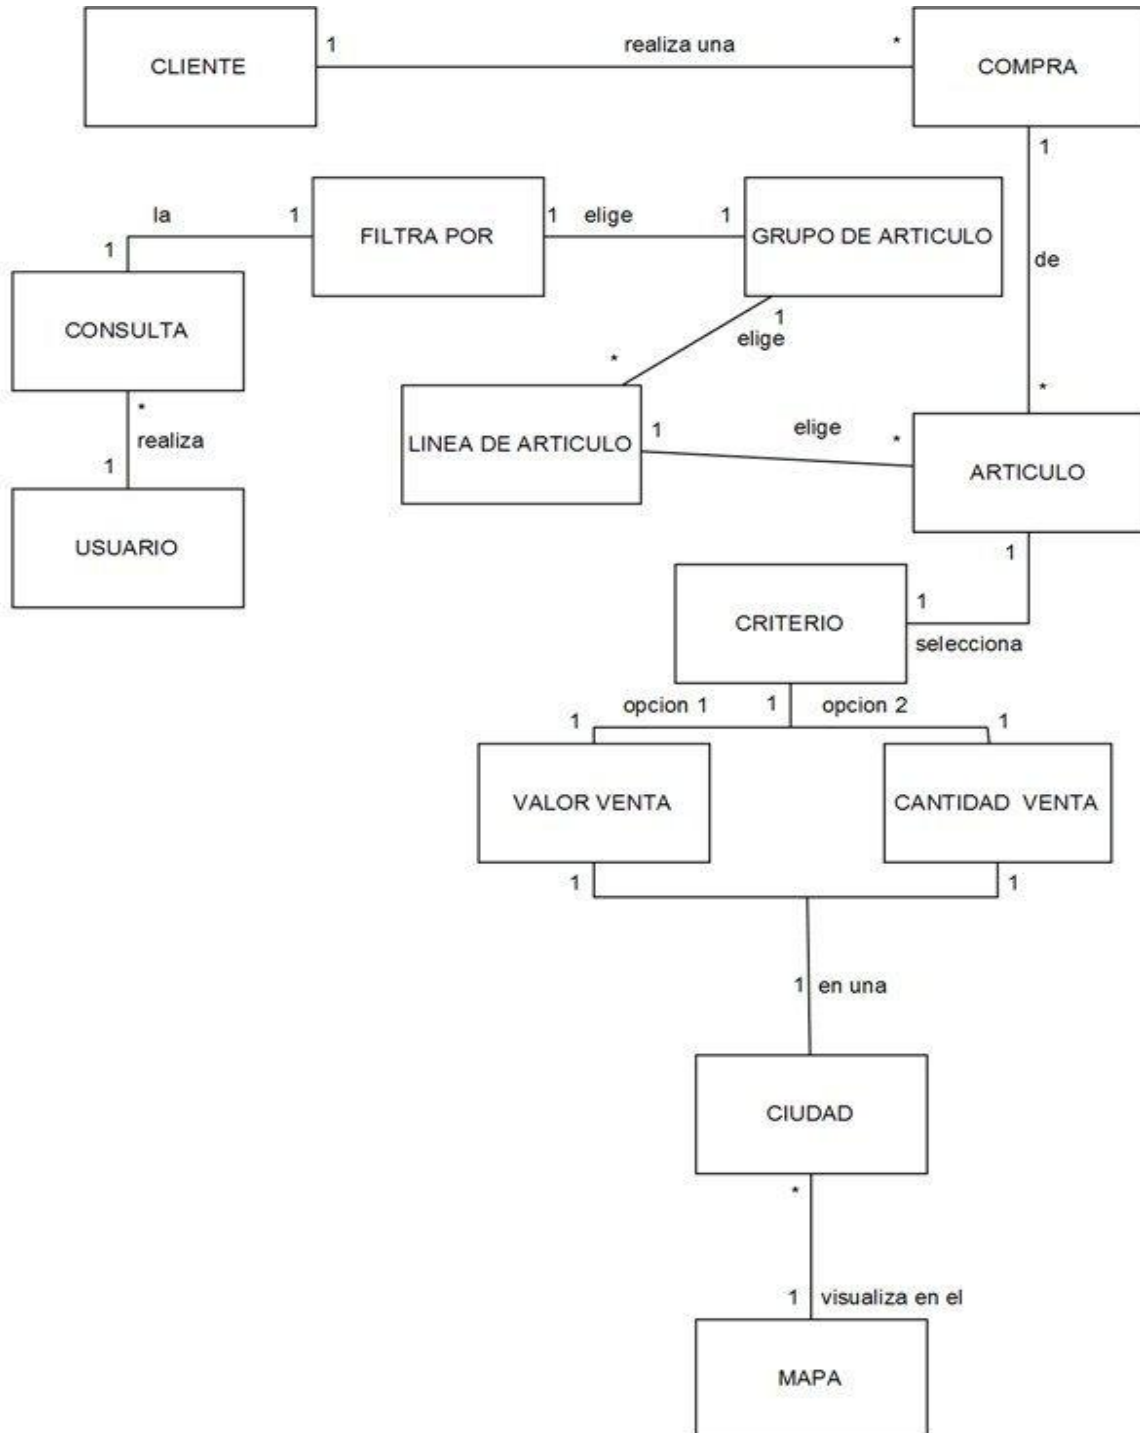 CLIENTE
1
realiza una
*
COMPRA
1
de
*
la
1
1
FILTRA POR
1
elige
1
GRUPO DE ARTICULO
1
elige
*
CONSULTA
*
realiza
1
USUARIO
LINEA DE ARTICULO
1
elige
*
ARTICULO
1
1
selecciona
CRITERIO
opcion 1
1
opcion 2
1
1
VALOR VENTA
CANTIDAD VENTA
1
1
1 en una
CIUDAD
*
1 visualiza en el
MAPA